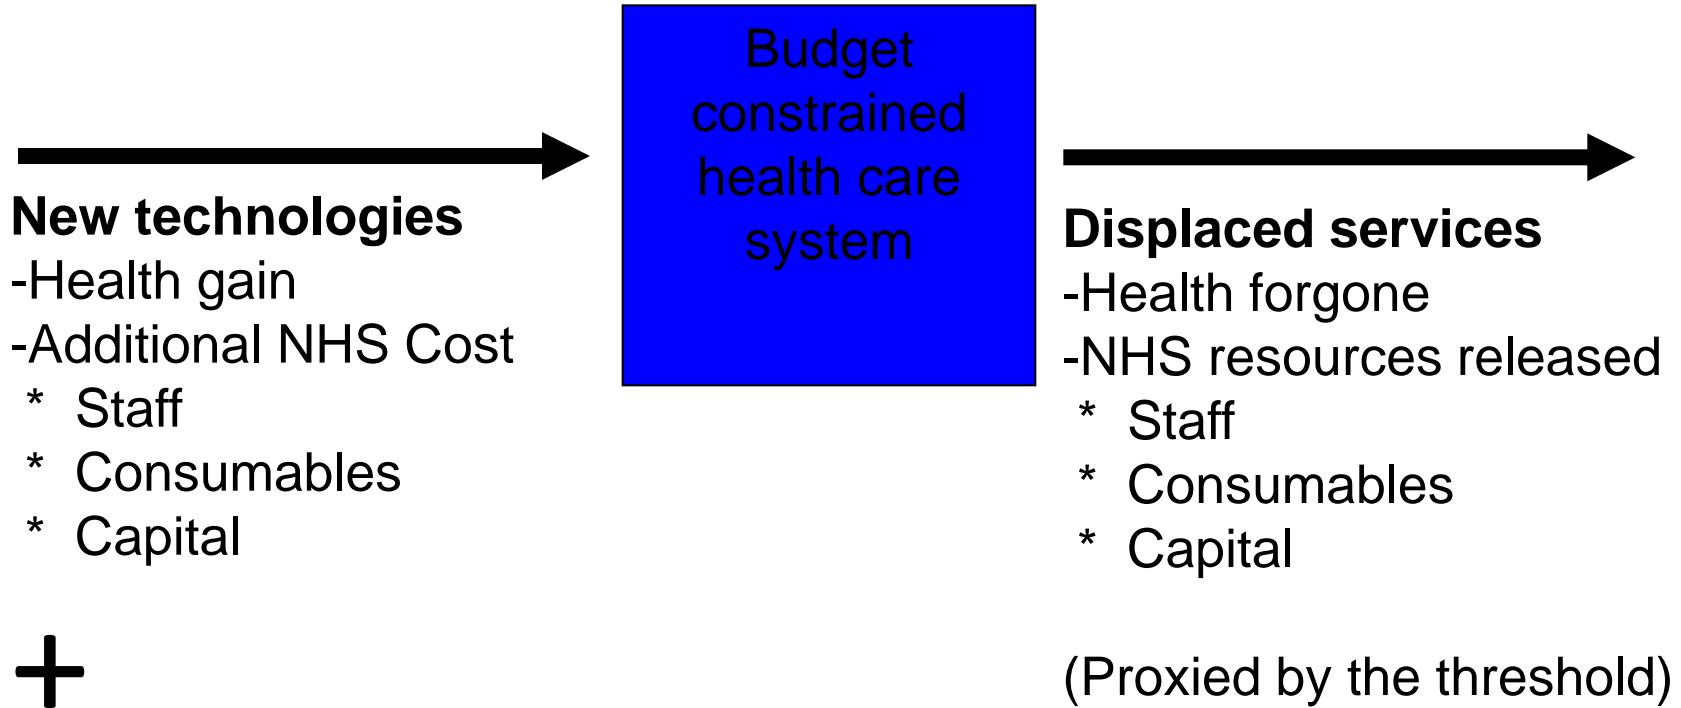 Budget
constrained
health care
system
New technologies
-Health gain
-Additional NHS Cost
* Staff
* Consumables
* Capital
+
Displaced services
-Health forgone
-NHS resources released
* Staff
* Consumables
* Capital
(Proxied by the threshold)